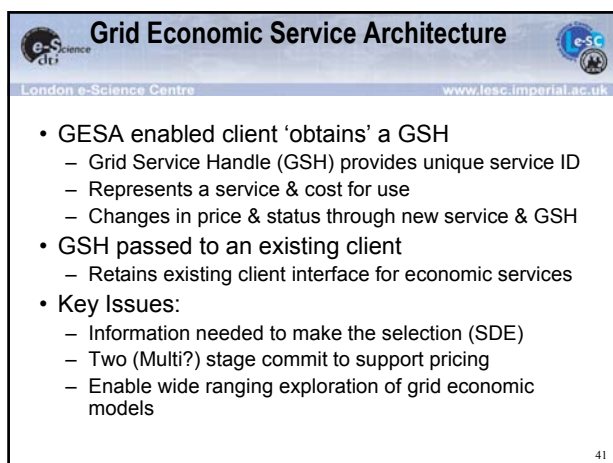 Grid Economic Service Architecture
e-Science
dti
e-sc
London e-Science Centre
www.lesc.imperial.ac.uk
• GESA enabled client ‘obtains’ a GSH
– Grid Service Handle (GSH) provides unique service ID
– Represents a service & cost for use
– Changes in price & status through new service & GSH
• GSH passed to an existing client
– Retains existing client interface for economic services
• Key Issues:
– Information needed to make the selection (SDE)
– Two (Multi?) stage commit to support pricing
– Enable wide ranging exploration of grid economic
models
41